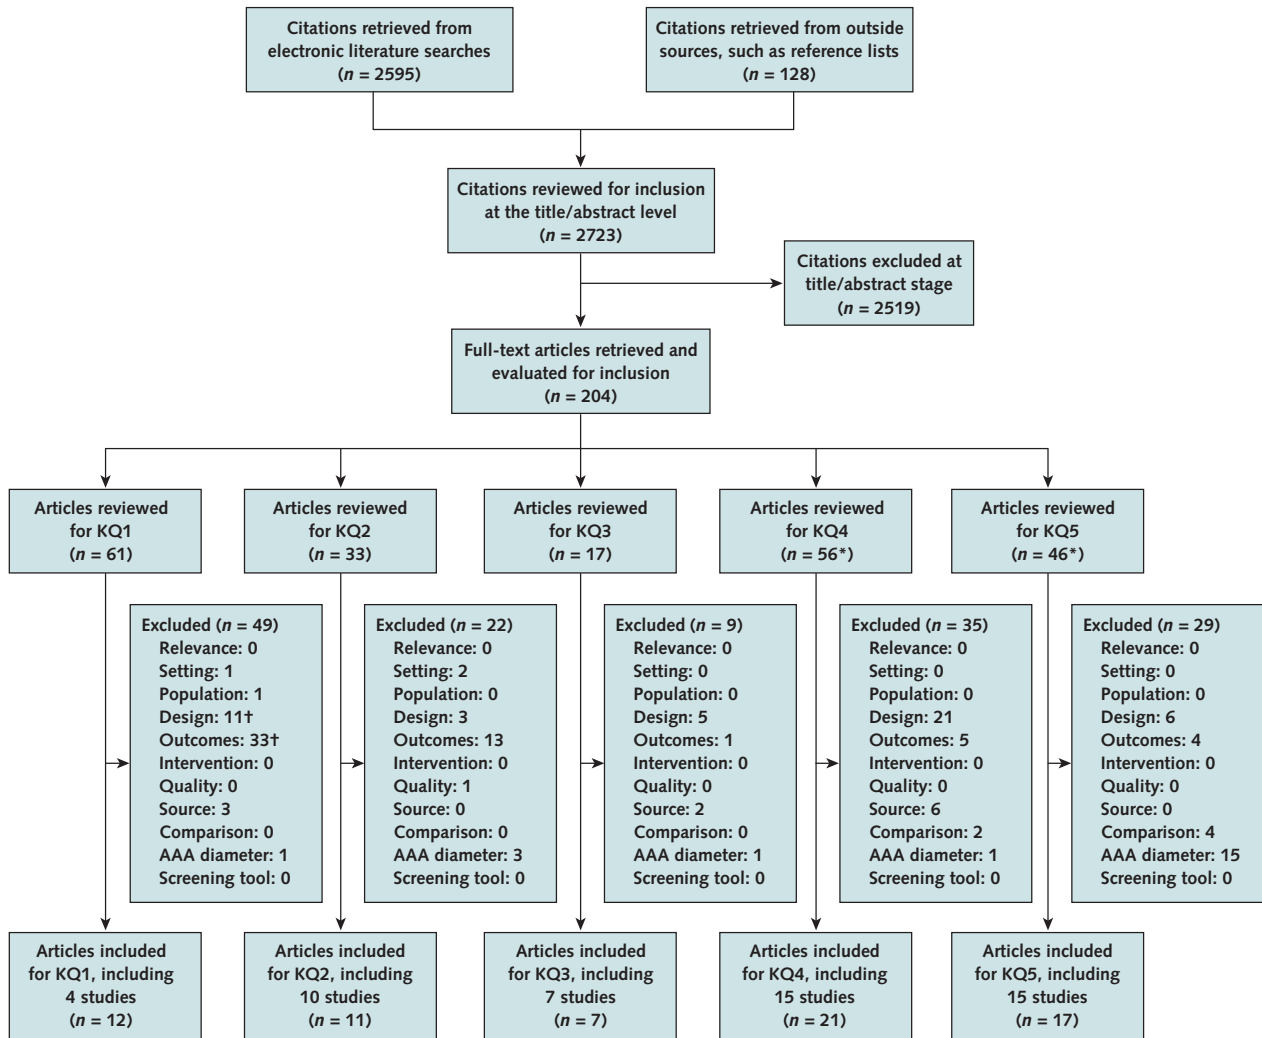 Citations retrieved from
electronic literature searches
(n = 2595)
Citations retrieved from outside
sources, such as reference lists
(n = 128)
Citations reviewed for inclusion
at the title/abstract level
(n = 2723)
Citations excluded at
title/abstract stage
(n = 2519)
Full-text articles retrieved and
evaluated for inclusion
(n = 204)
Articles reviewed
for KQ1
(n = 61)
Articles reviewed
for KQ2
(n = 33)
Articles reviewed
for KQ3
(n = 17)
Articles reviewed
for KQ4
(n = 56*)
Articles reviewed
for KQ5
(n = 46*)
Excluded (n = 49)
Relevance: 0
Setting: 1
Population: 1
Design: 11†
Outcomes: 33†
Intervention: 0
Quality: 0
Source: 3
Comparison: 0
AAA diameter: 1
Screening tool: 0
Excluded (n = 22)
Relevance: 0
Setting: 2
Population: 0
Design: 3
Outcomes: 13
Intervention: 0
Quality: 1
Source: 0
Comparison: 0
AAA diameter: 3
Screening tool: 0
Excluded (n = 9)
Relevance: 0
Setting: 0
Population: 0
Design: 5
Outcomes: 1
Intervention: 0
Quality: 0
Source: 2
Comparison: 0
AAA diameter: 1
Screening tool: 0
Excluded (n = 35)
Relevance: 0
Setting: 0
Population: 0
Design: 21
Outcomes: 5
Intervention: 0
Quality: 0
Source: 6
Comparison: 2
AAA diameter: 1
Screening tool: 0
Excluded (n = 29)
Relevance: 0
Setting: 0
Population: 0
Design: 6
Outcomes: 4
Intervention: 0
Quality: 0
Source: 0
Comparison: 4
AAA diameter: 15
Screening tool: 0
Articles included
for KQ1, including
4 studies
(n = 12)
Articles included
for KQ2, including
10 studies
(n = 11)
Articles included
for KQ3, including
7 studies
(n = 7)
Articles included
for KQ4, including
15 studies
(n = 21)
Articles included
for KQ5, including
15 studies
(n = 17)